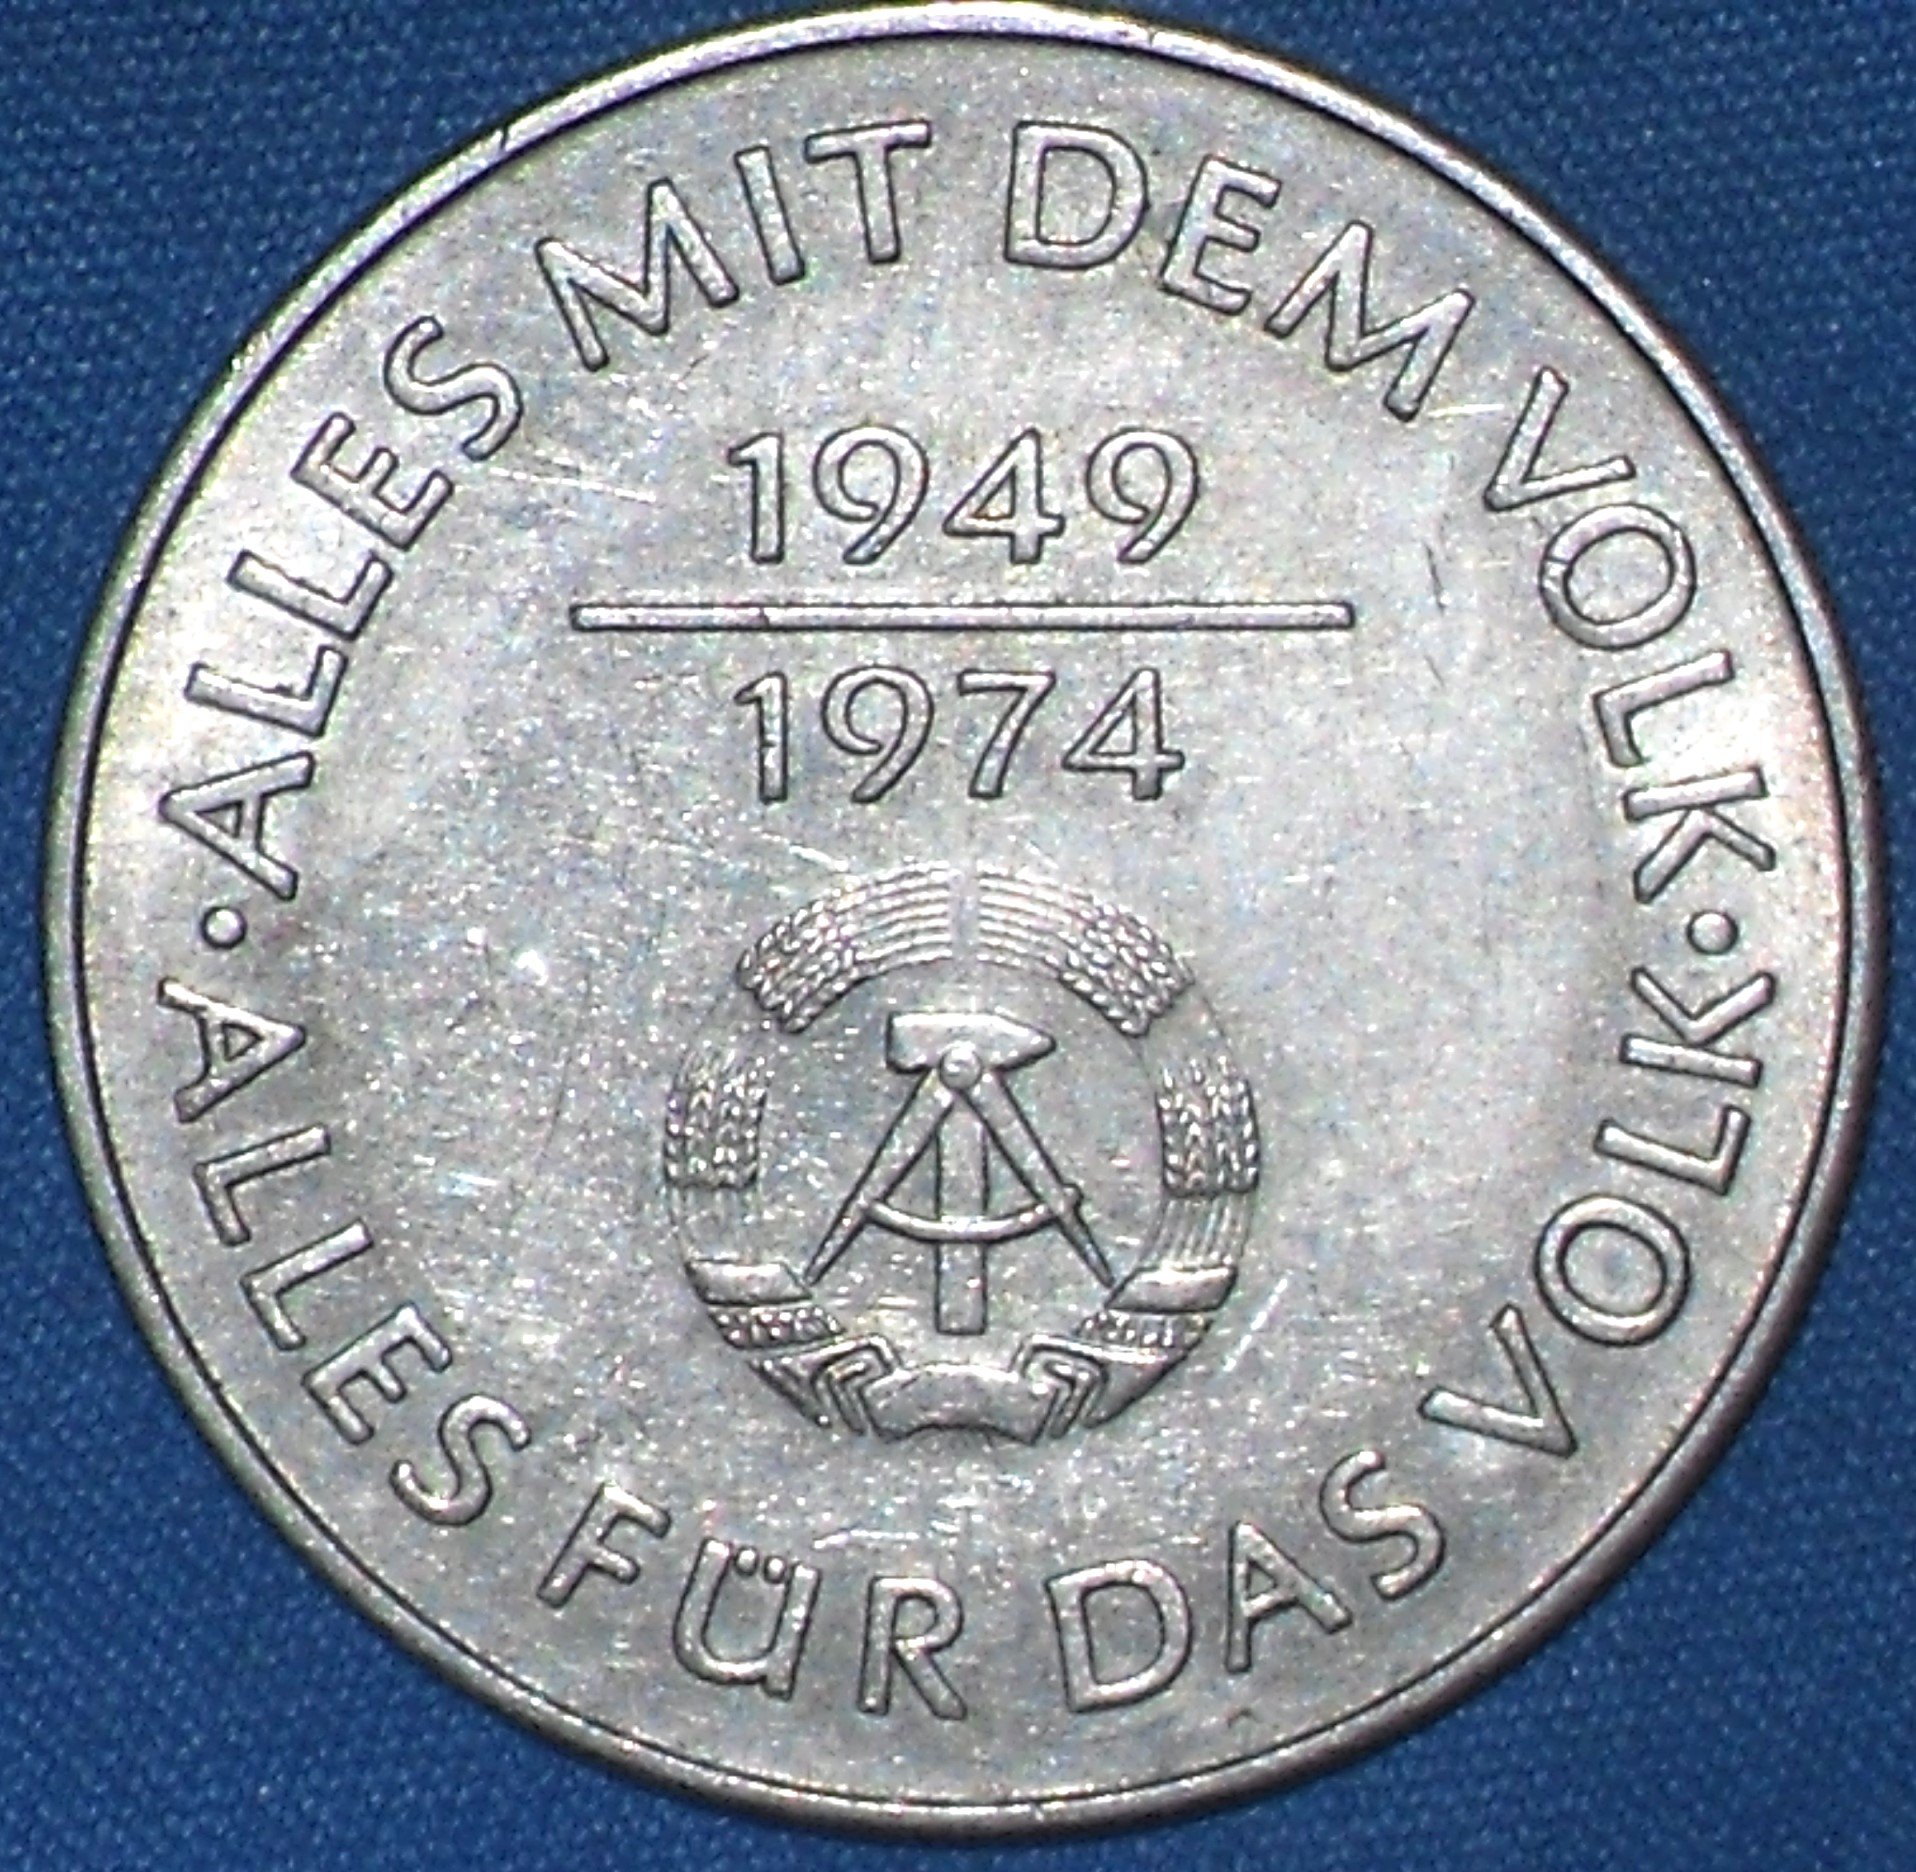 · ALLES MIT DEM VOLK ·
1949
1974
ALLES FÜR DAS VOLK